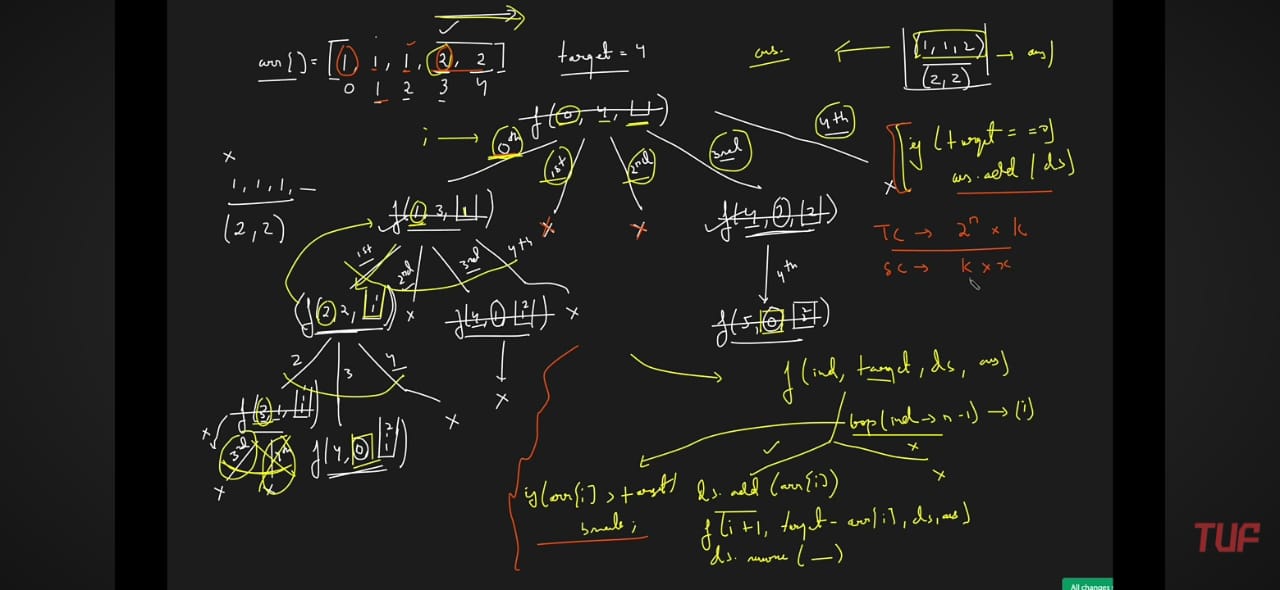 arr[] = [1, 1, 1, 2, 2]
0 1 2 3 4
target = 4
ans.
(1, 1, 2) → ans
(2, 2)
f(0, 4, )
i → 0th
1st
2nd
3rd
4th
x
1, 1, 1, —
(2, 2)
x
if (target == 0)
ans.add (ds)
f(1, 3, 1)
x
x
f(4, 2, 2)
TC → 2^n x k
SC → k x x
1st
2nd
3rd
4th
4th
f(2, 2, 1 1)
x
f(4, 1, 2 1)
x
f(5, 0, 2 2)
2
3
4
x
f(ind, target, ds, ans)
f(3, 1, 1 1 1)
x
loop(ind → n-1) → (i)
x
3rd
4th
f(4, 0, 2 1 1)
x
x
x
x
if(arr[i] > target)
ds.add (arr[i])
break;
f(i+1, target - arr[i], ds, ans)
ds.remove (—)
TUF
All changes